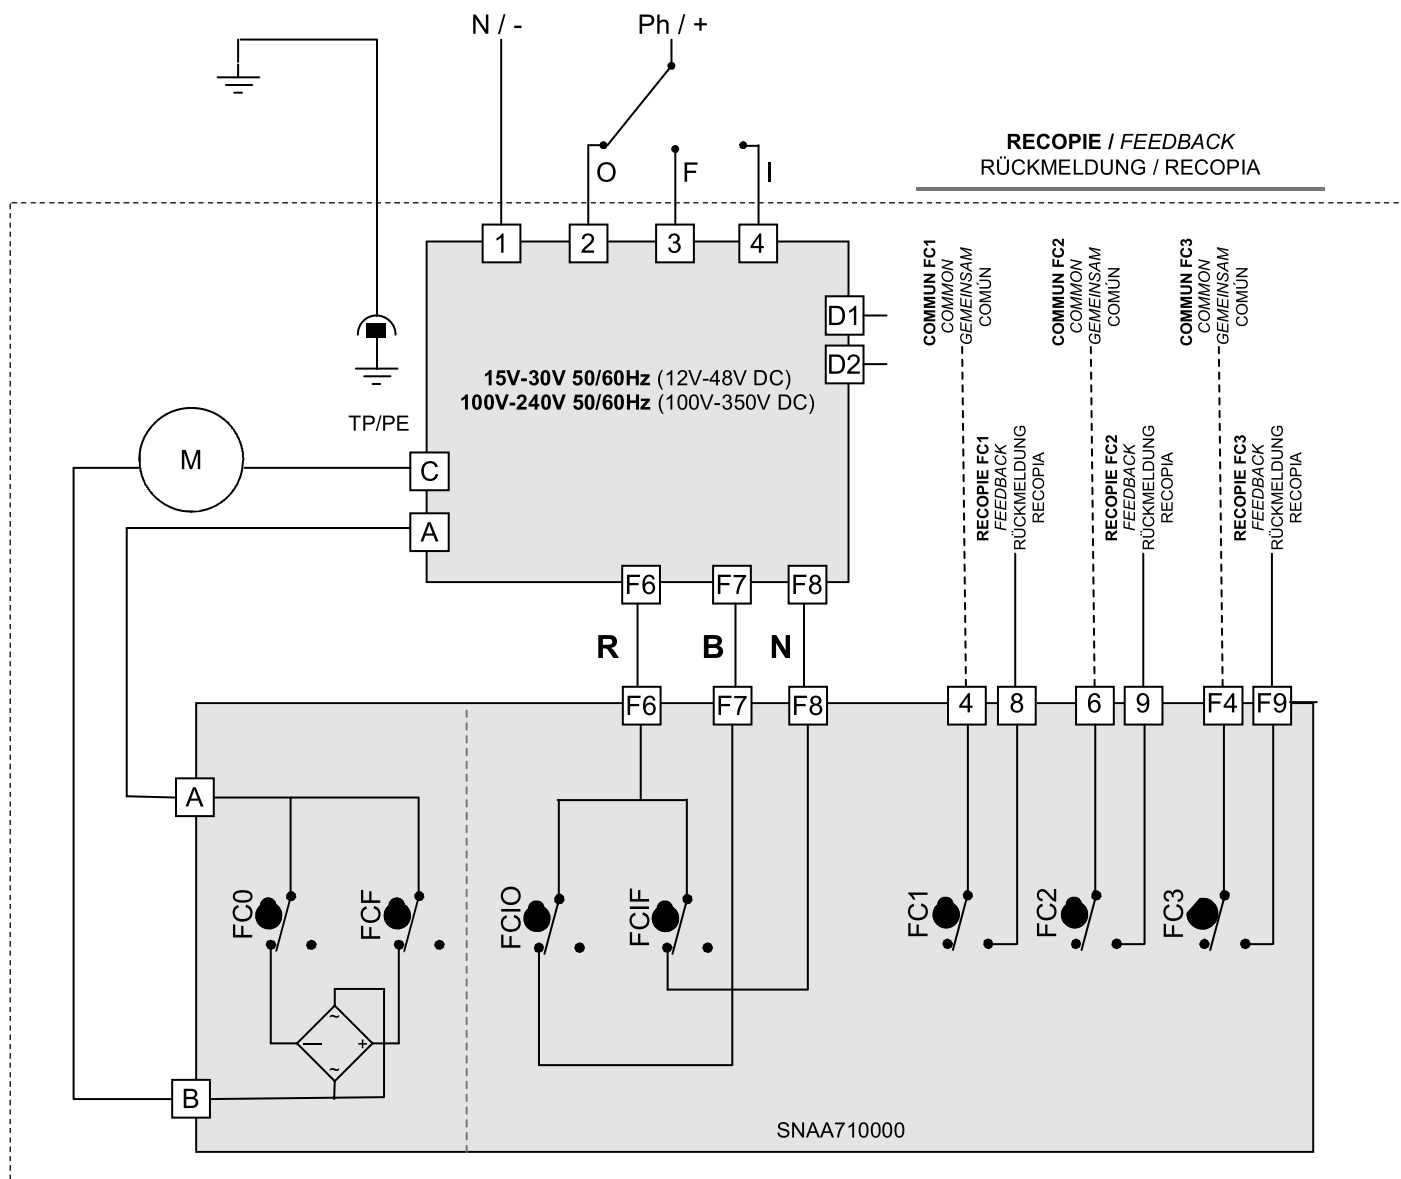 N / -
Ph / +
O
F
I
RECOPIE / FEEDBACK
RÜCKMELDUNG / RECOPIA
1
2
3
4
D1
D2
15V-30V 50/60Hz (12V-48V DC)
100V-240V 50/60Hz (100V-350V DC)
TP/PE
M
C
A
COMMUN FC1
COMMON
GEMEINSAM
COMÚN
COMMUN FC2
COMMON
GEMEINSAM
COMÚN
COMMUN FC3
COMMON
GEMEINSAM
COMÚN
RECOPIE FC1
FEEDBACK
RÜCKMELDUNG
RECOPIA
RECOPIE FC2
FEEDBACK
RÜCKMELDUNG
RECOPIA
RECOPIE FC3
FEEDBACK
RÜCKMELDUNG
RECOPIA
F6
F7
F8
R
B
N
F6
F7
F8
4
8
6
9
F4
F9
A
FC0
FCF
FCIO
FCIF
FC1
FC2
FC3
~
—
+
~
B
SNAA710000